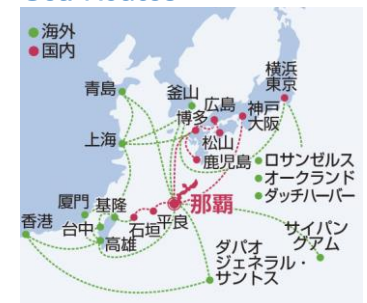 ●海外
●国内
横浜
東京
青島
釜山
広島
神戸
大阪
博多
上海
松山
鹿児島
●ロサンゼルス
●オークランド
●ダッチハーバー
厦門
基隆
那覇
香港
台中
石垣
平良
高雄
サイパン
グアム
ダバオ
ジェネラル・
サントス